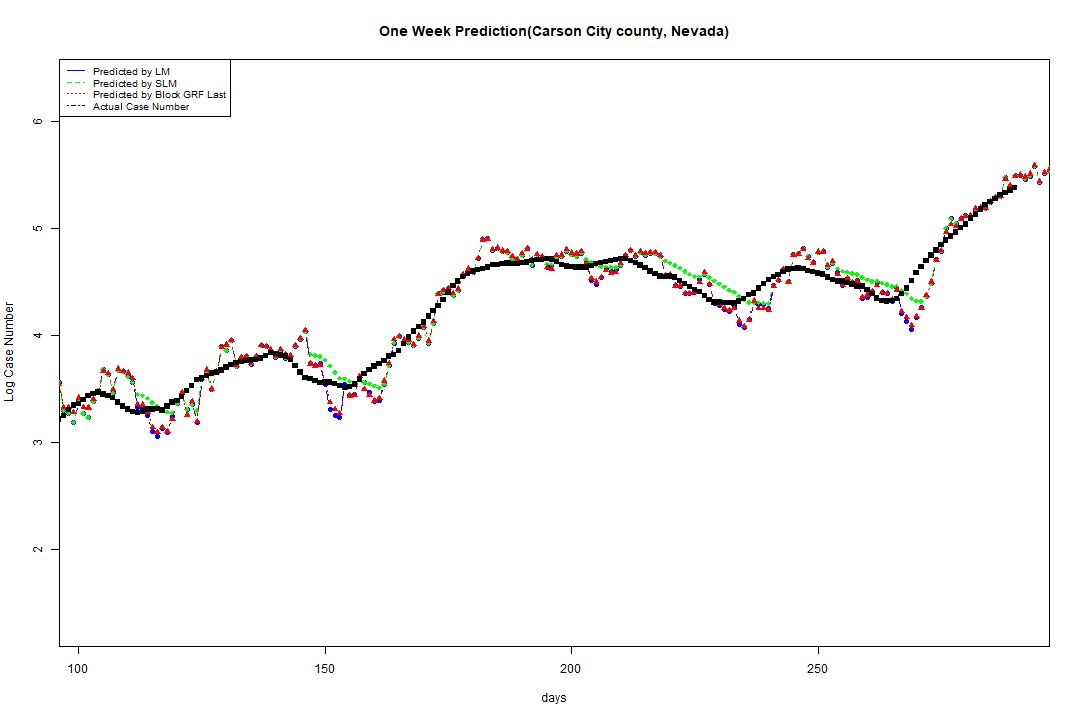 One Week Prediction(Carson City county, Nevada)
Predicted by LM
Predicted by SLM
Predicted by Block GRF Last
Actual Case Number
6
5
4
3
2
Log Case Number
100 150 200 250
days